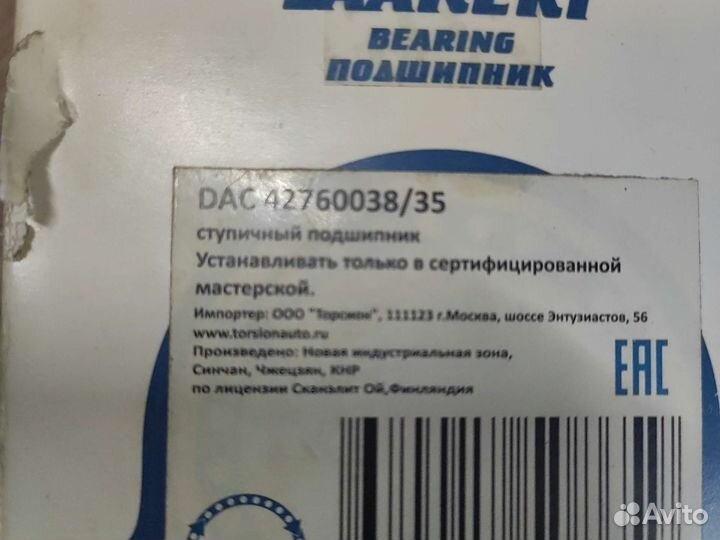 BEARING
ПОДШИПНИК
DAC 42760038/35
ступичный подшипник
Устанавливать только в сертифицированной
мастерской.
Импортер: ООО "Торсион", 111123 г.Москва, шоссе Энтузиастов, 56
www.torsionauto.ru
Произведено: Новая индустриальная зона,
Синчан, Чжецзян, КНР
по лицензии Сканэлит Ой,Финляндия
EAC
Avito